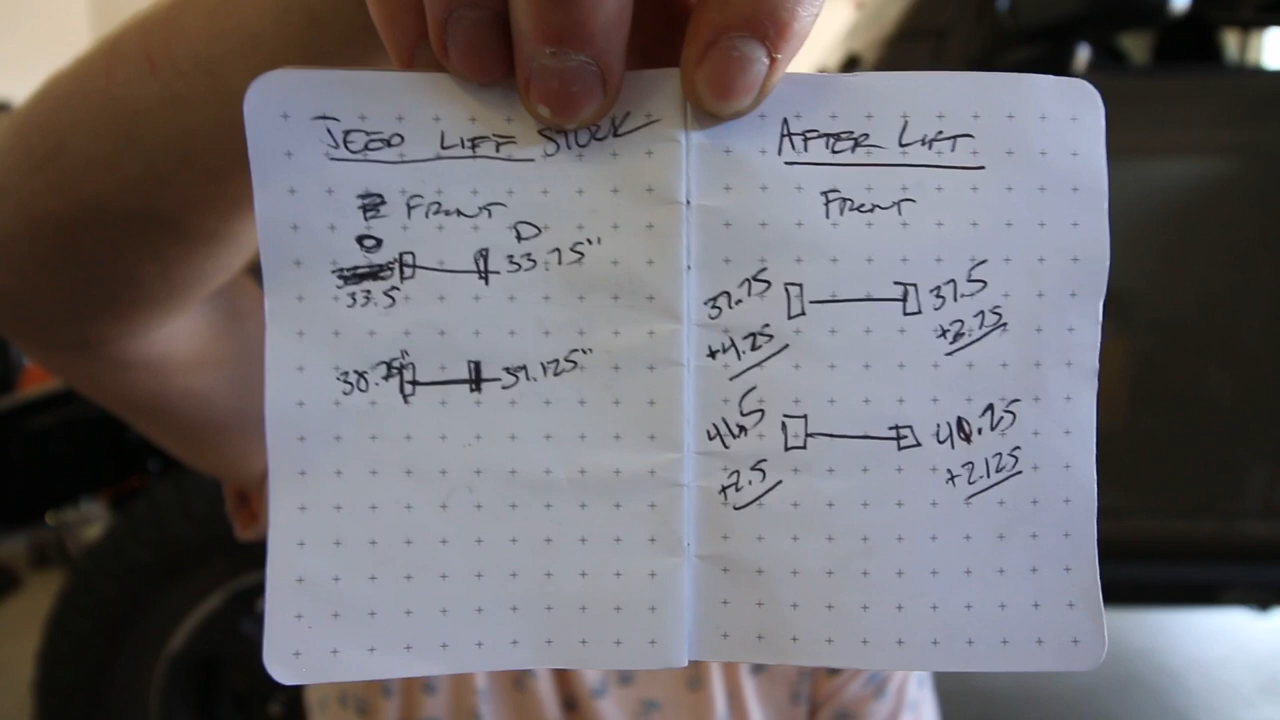 JEEP LIFT STOCK
FRONT
O D
33.75"
33.5
38.75" 39.125"
AFTER LIFT
FRONT
37.75 37.5
+4.25 +3.75
41.5 40.25
+2.5 +2.125